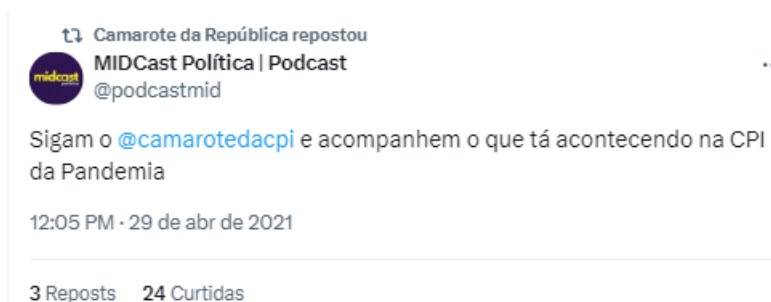 Camarote da República repostou
midcast
MIDCast Política | Podcast
@podcastmid
Sigam o @camarotedacpi e acompanhem o que tá acontecendo na CPI
da Pandemia
12:05 PM · 29 de abr de 2021
3 Reposts 24 Curtidas